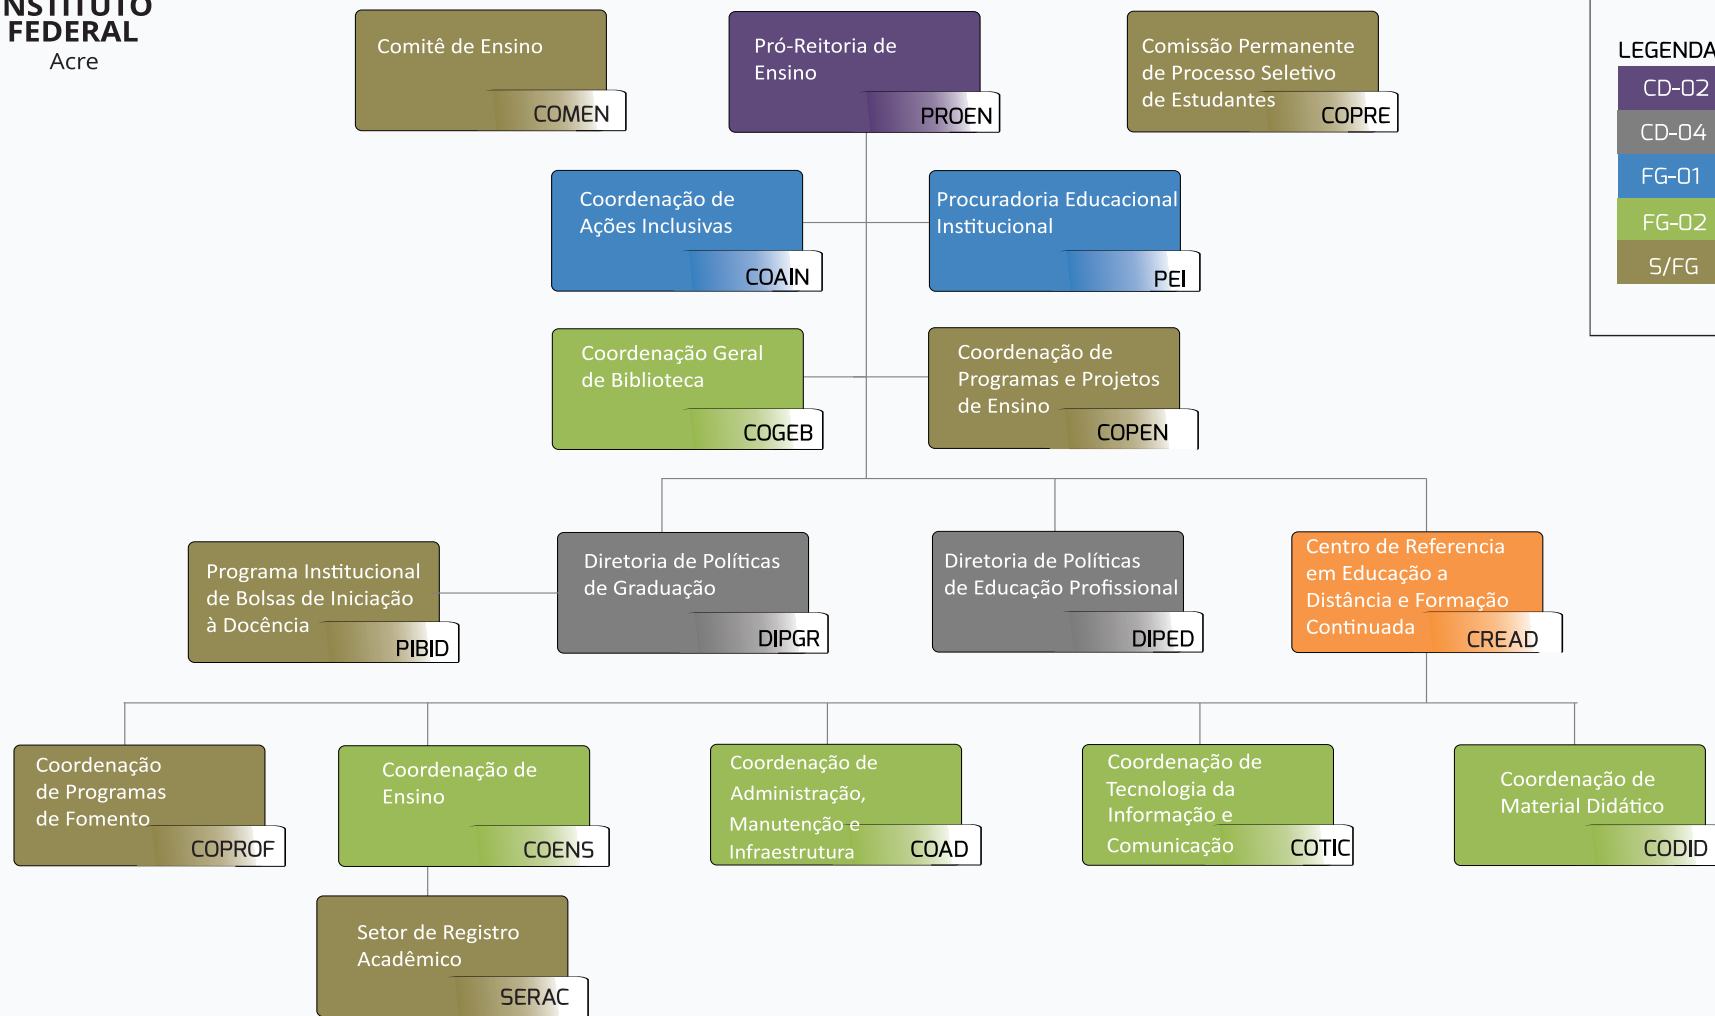 NSTITUTO
FEDERAL
Acre
Comitê de Ensino
COMEN
Pró-Reitoria de
Ensino
PROEN
Comissão Permanente
de Processo Seletivo
de Estudantes
COPRE
LEGENDA
CD-02
CD-04
FG-01
FG-02
S/FG
Coordenação de
Ações Inclusivas
COAIN
Procuradoria Educacional
Institucional
PEI
Coordenação Geral
de Biblioteca
COGEB
Coordenação de
Programas e Projetos
de Ensino
COPEN
Programa Institucional
de Bolsas de Iniciação
à Docência
PIBID
Diretoria de Políticas
de Graduação
DIPGR
Diretoria de Políticas
de Educação Profissional
DIPED
Centro de Referencia
em Educação a
Distância e Formação
Continuada
CREAD
Coordenação
de Programas
de Fomento
COPROF
Coordenação de
Ensino
COENS
Coordenação de
Administração,
Manutenção e
Infraestrutura
COAD
Coordenação de
Tecnologia da
Informação e
Comunicação
COTIC
Coordenação de
Material Didático
CODID
Setor de Registro
Acadêmico
SERAC